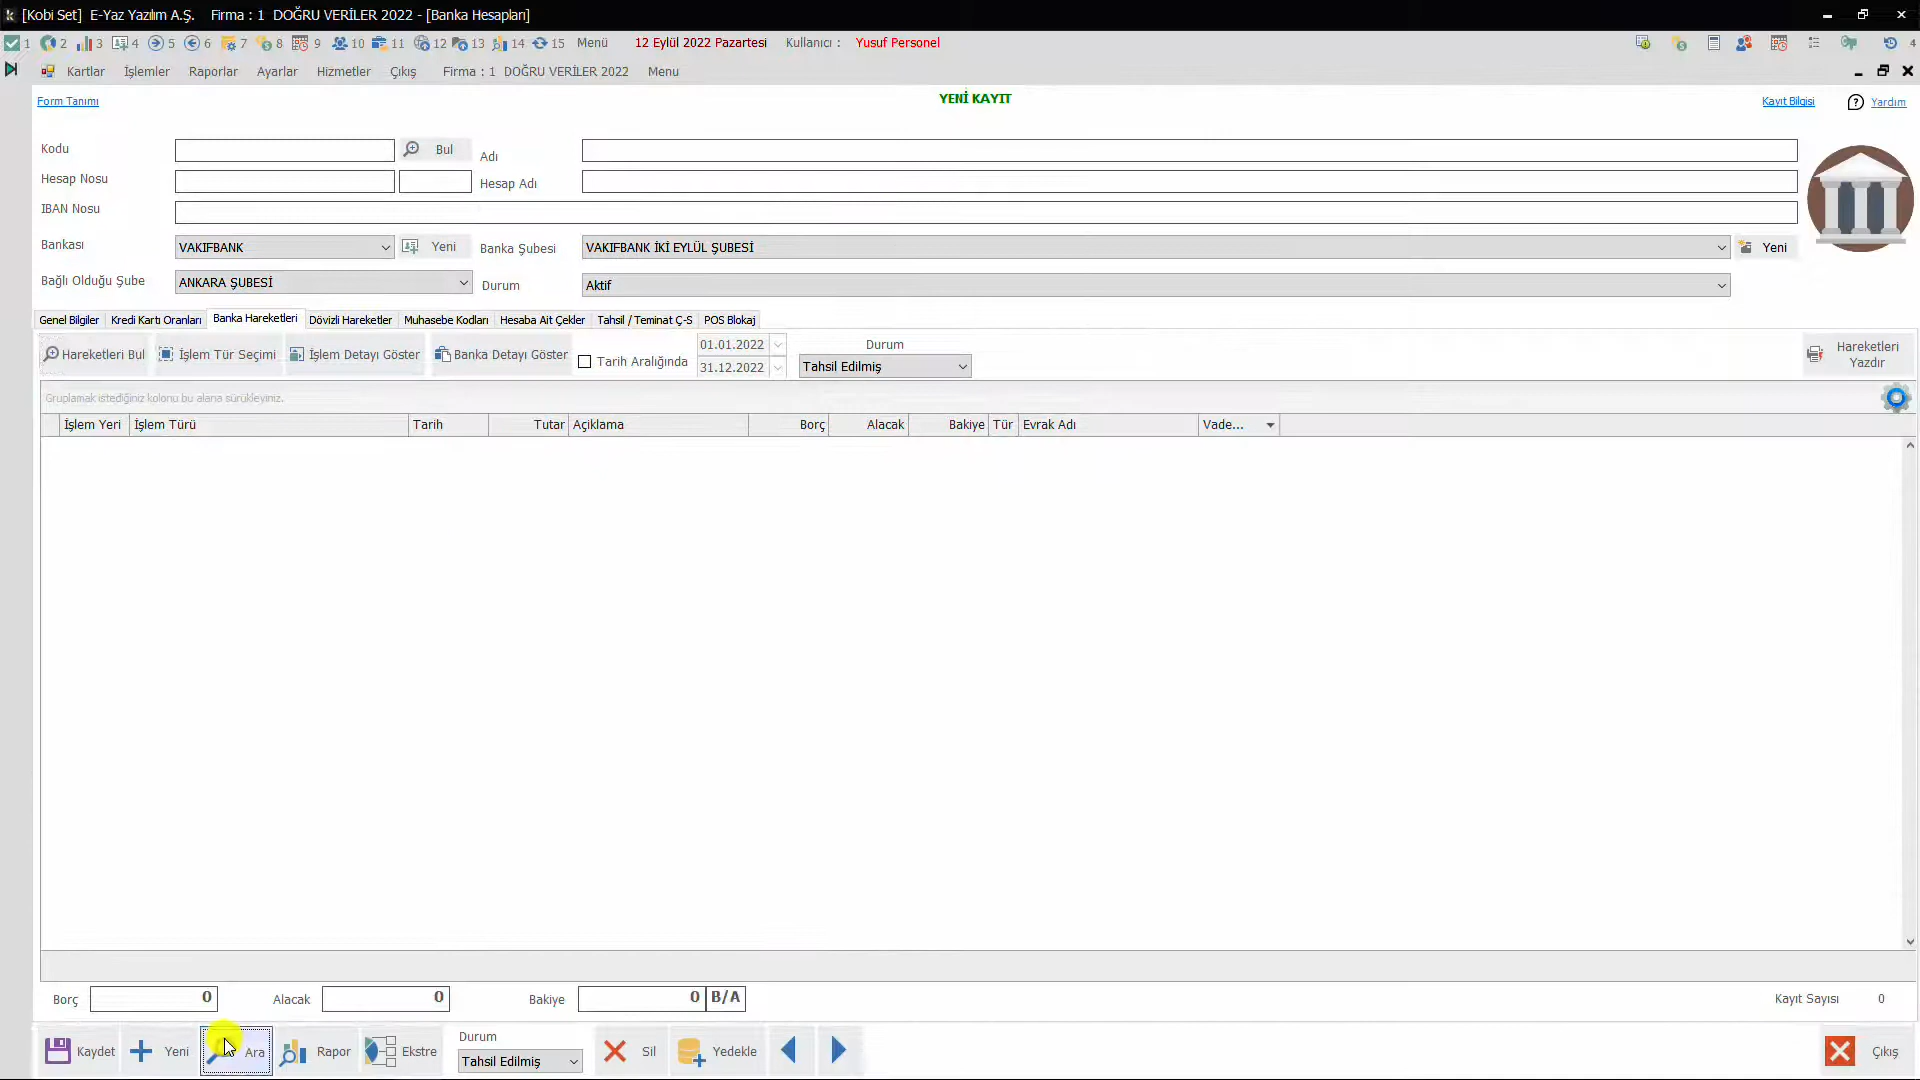 [Kobi Set] E-Yaz Yazılım A.Ş. Firma : 1 DOĞRU VERİLER 2022 - [Banka Hesapları]
1 2 3 4 5 6 7 8 9 10 11 12 13 14 15 Menü 12 Eylül 2022 Pazartesi Kullanıcı : Yusuf Personel 4
Kartlar İşlemler Raporlar Ayarlar Hizmetler Çıkış Firma : 1 DOĞRU VERİLER 2022 Menu
Form Tanımı YENİ KAYIT Kayıt Bilgisi Yardım
Kodu Bul Adı
Hesap Nosu Hesap Adı
IBAN Nosu
Bankası VAKIFBANK Yeni Banka Şubesi VAKIFBANK İKİ EYLÜL ŞUBESİ Yeni
Bağlı Olduğu Şube ANKARA ŞUBESİ Durum Aktif
Genel Bilgiler Kredi Kartı Oranları Banka Hareketleri Dövizli Hareketler Muhasebe Kodları Hesaba Ait Çekler Tahsil / Teminat Ç-S POS Blokaj
Hareketleri Bul İşlem Tür Seçimi İşlem Detayı Göster Banka Detayı Göster Tarih Aralığında 01.01.2022 31.12.2022 Durum Tahsil Edilmiş Hareketleri Yazdır
Gruplamak istediğiniz kolonu bu alana sürükleyiniz.
İşlem Yeri İşlem Türü Tarih Tutar Açiklama Borç Alacak Bakiye Tür Evrak Adı Vade...
Borç 0 Alacak 0 Bakiye 0 B/A Kayıt Sayısı 0
Kaydet Yeni Ara Rapor Ekstre Durum Tahsil Edilmiş Sil Yedekle Çıkış